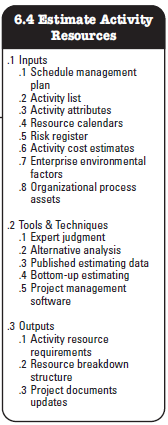 6.4 Estimate Activity
Resources
.1 Inputs
.1 Schedule management
plan
.2 Activity list
.3 Activity attributes
.4 Resource calendars
.5 Risk register
.6 Activity cost estimates
.7 Enterprise environmental
factors
.8 Organizational process
assets
.2 Tools & Techniques
.1 Expert judgment
.2 Alternative analysis
.3 Published estimating data
.4 Bottom-up estimating
.5 Project management
software
.3 Outputs
.1 Activity resource
requirements
.2 Resource breakdown
structure
.3 Project documents
updates